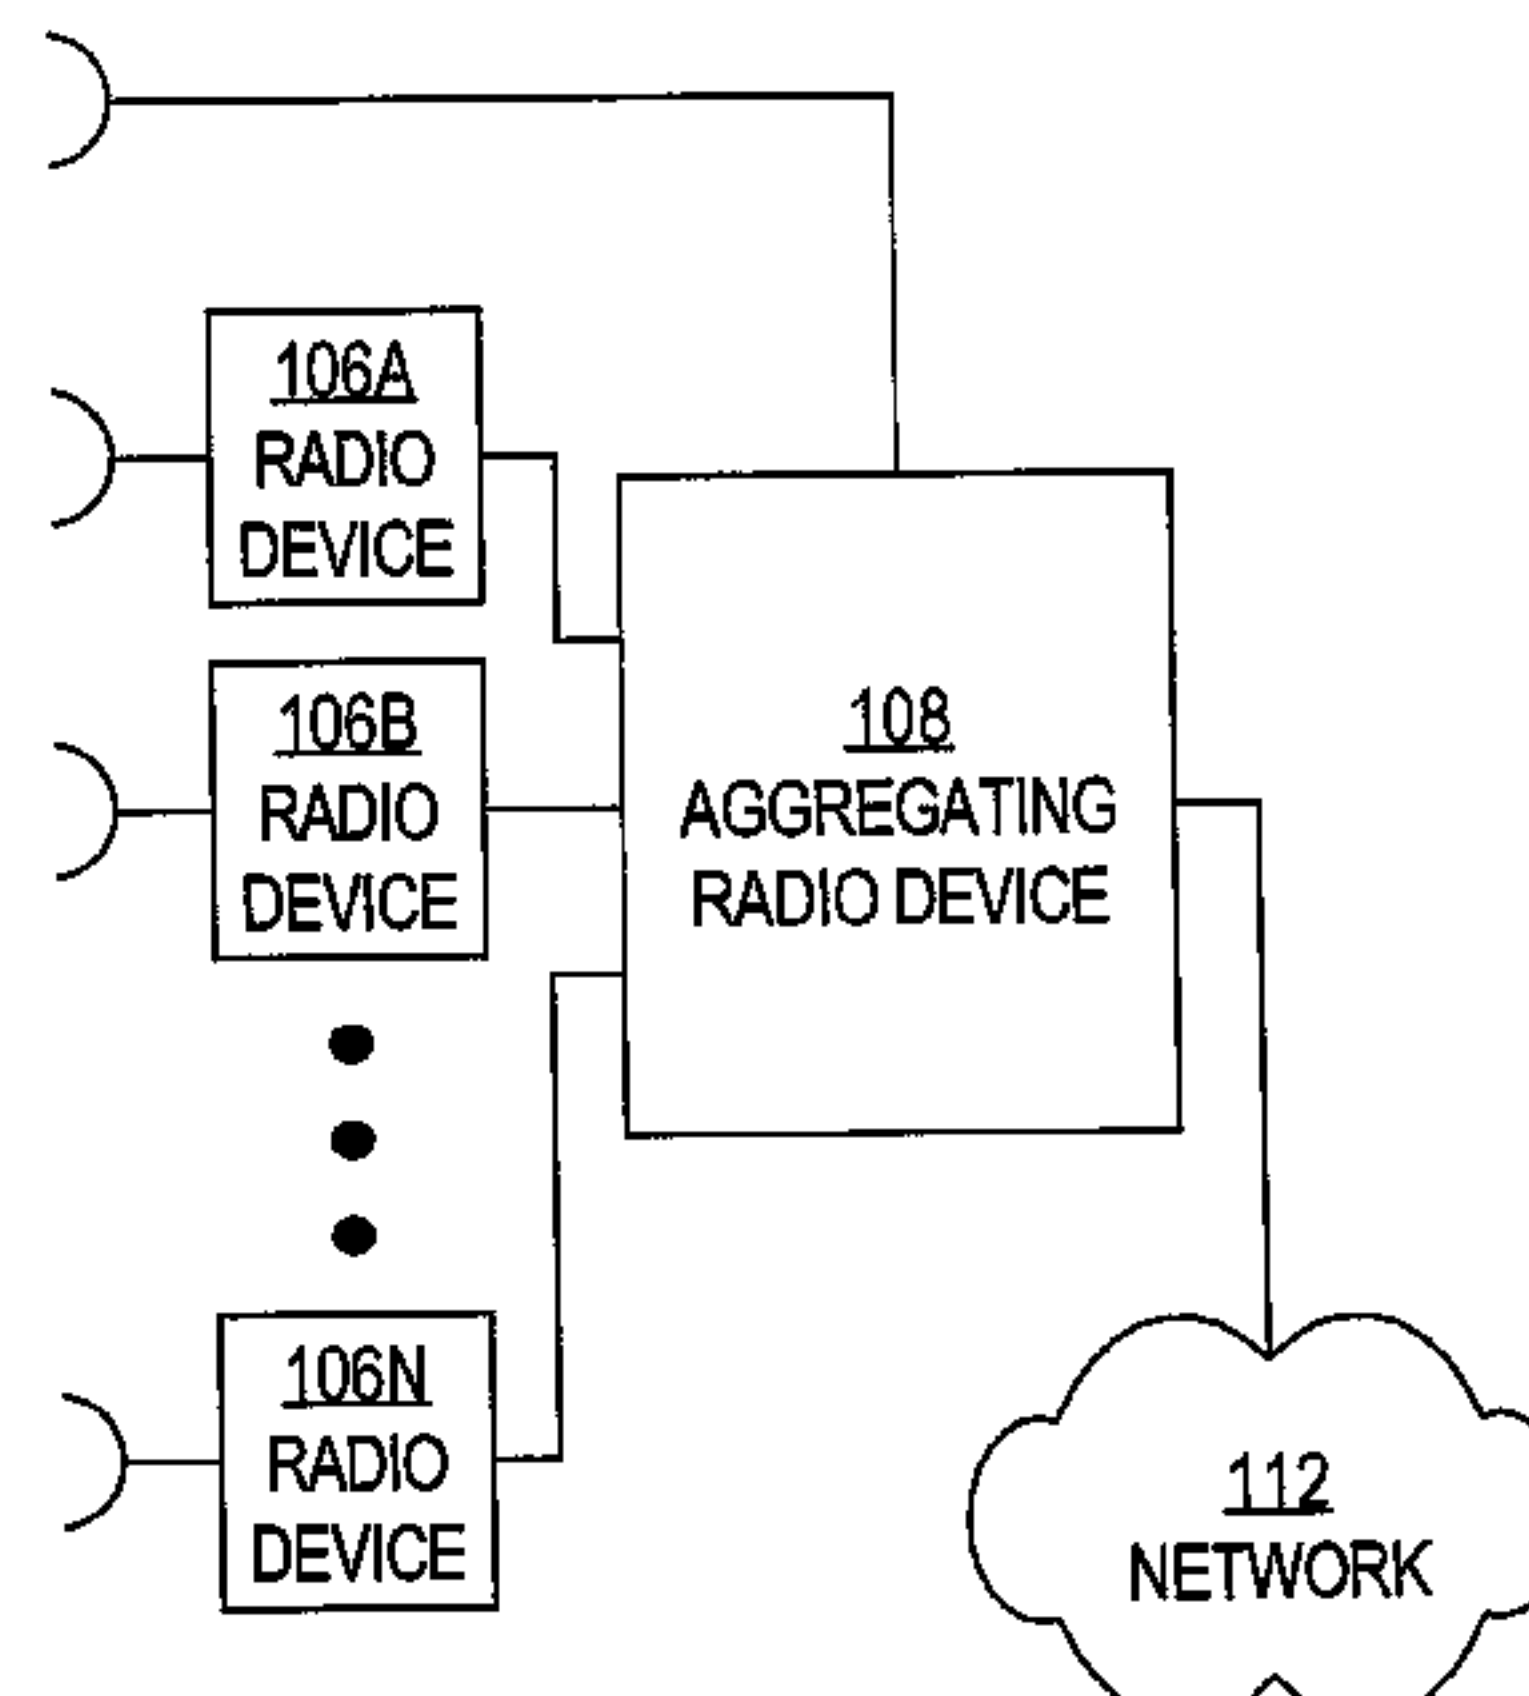 106A
RADIO
DEVICE
106B
RADIO
DEVICE
108
AGGREGATING
RADIO DEVICE
106N
RADIO
DEVICE
112
NETWORK